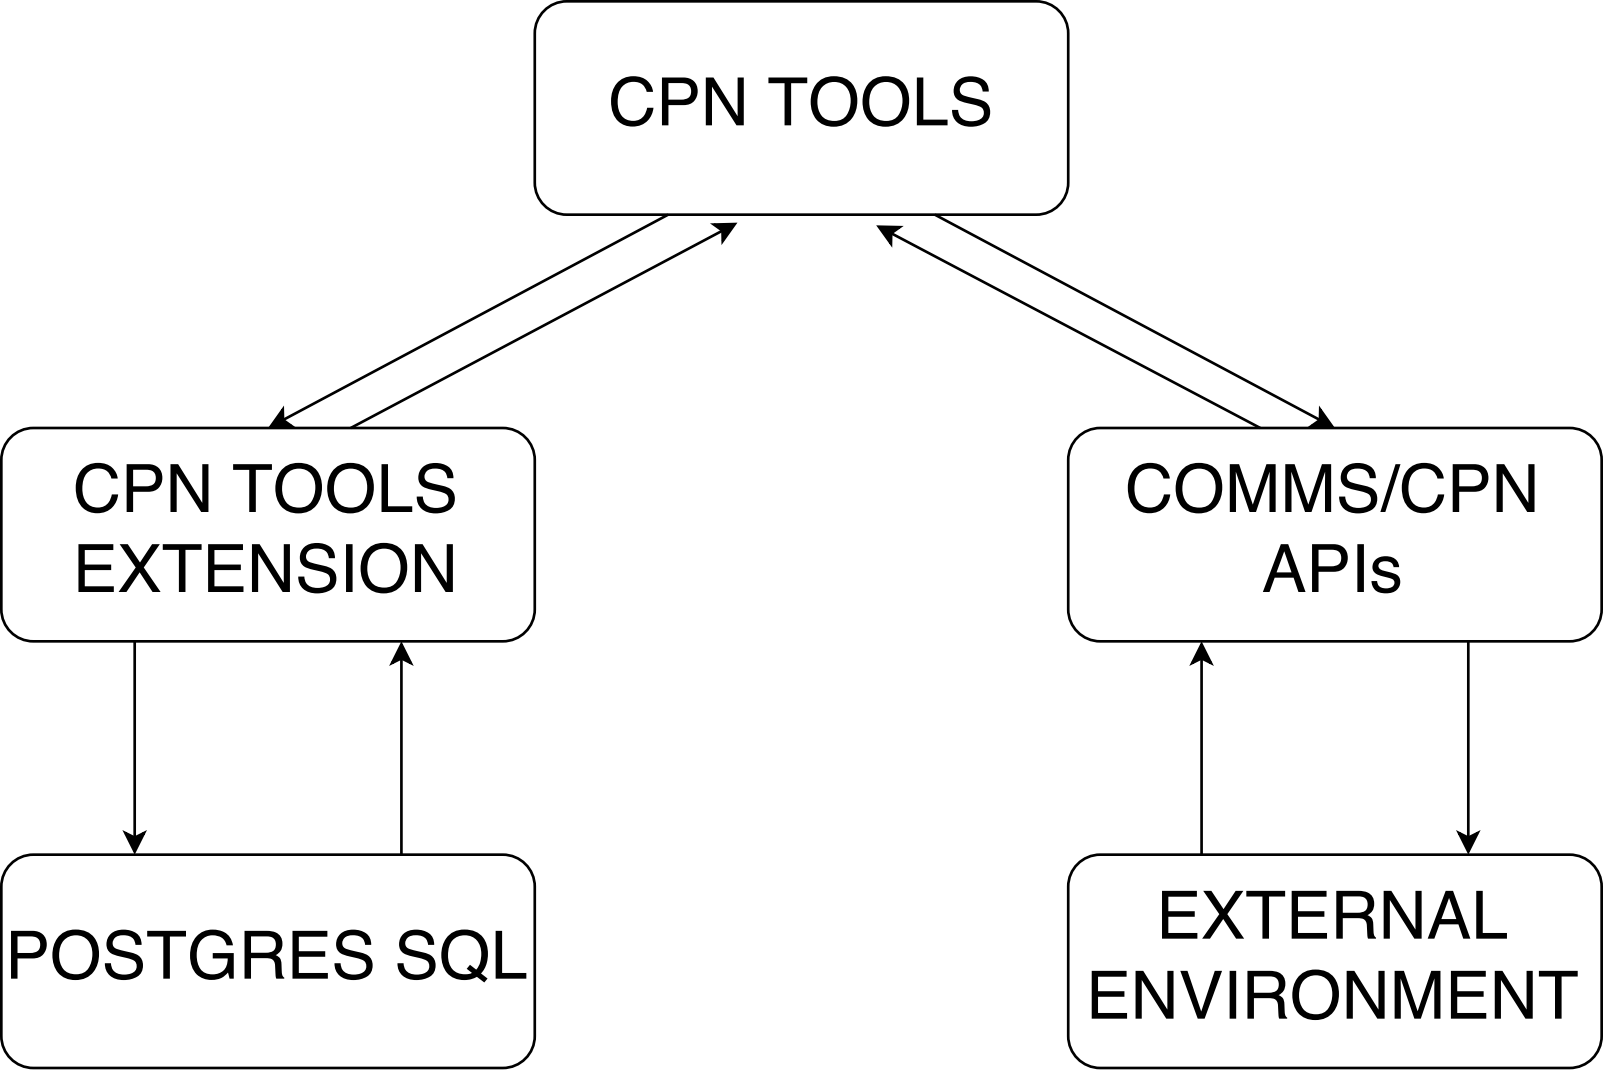 CPN TOOLS
CPN TOOLS
EXTENSION
COMMS/CPN
APIs
POSTGRES SQL
EXTERNAL
ENVIRONMENT